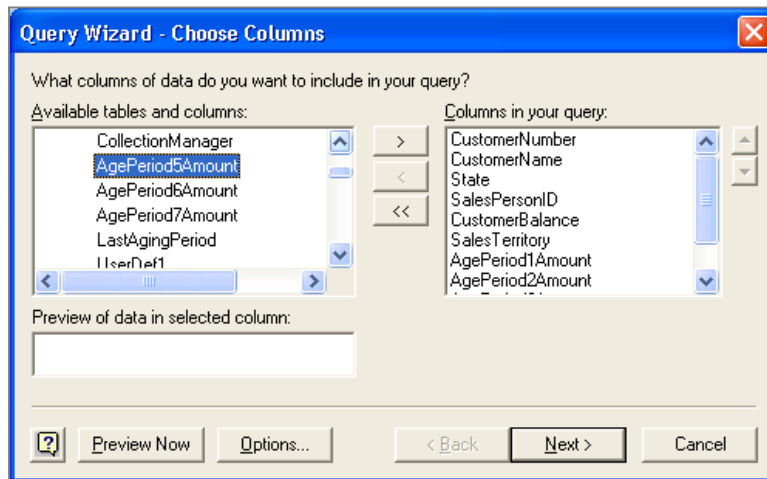 Query Wizard - Choose Columns
What columns of data do you want to include in your query?
Available tables and columns:
CollectionManager
AgePeriod5Amount
AgePeriod6Amount
AgePeriod7Amount
LastAgingPeriod
UserDef1
>
<
<<
Columns in your query:
CustomerNumber
CustomerName
State
SalesPersonID
CustomerBalance
SalesTerritory
AgePeriod1Amount
AgePeriod2Amount
Preview of data in selected column:
Preview Now
Options...
< Back
Next >
Cancel